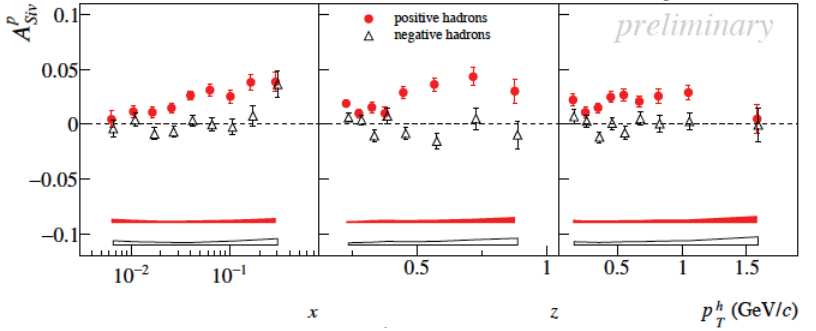 A^p_Siv
0.1
0.05
0
−0.05
−0.1
positive hadrons
negative hadrons
preliminary
10^−2
10^−1
0.5
1
0.5
1
1.5
x
z
p_T^h (GeV/c)